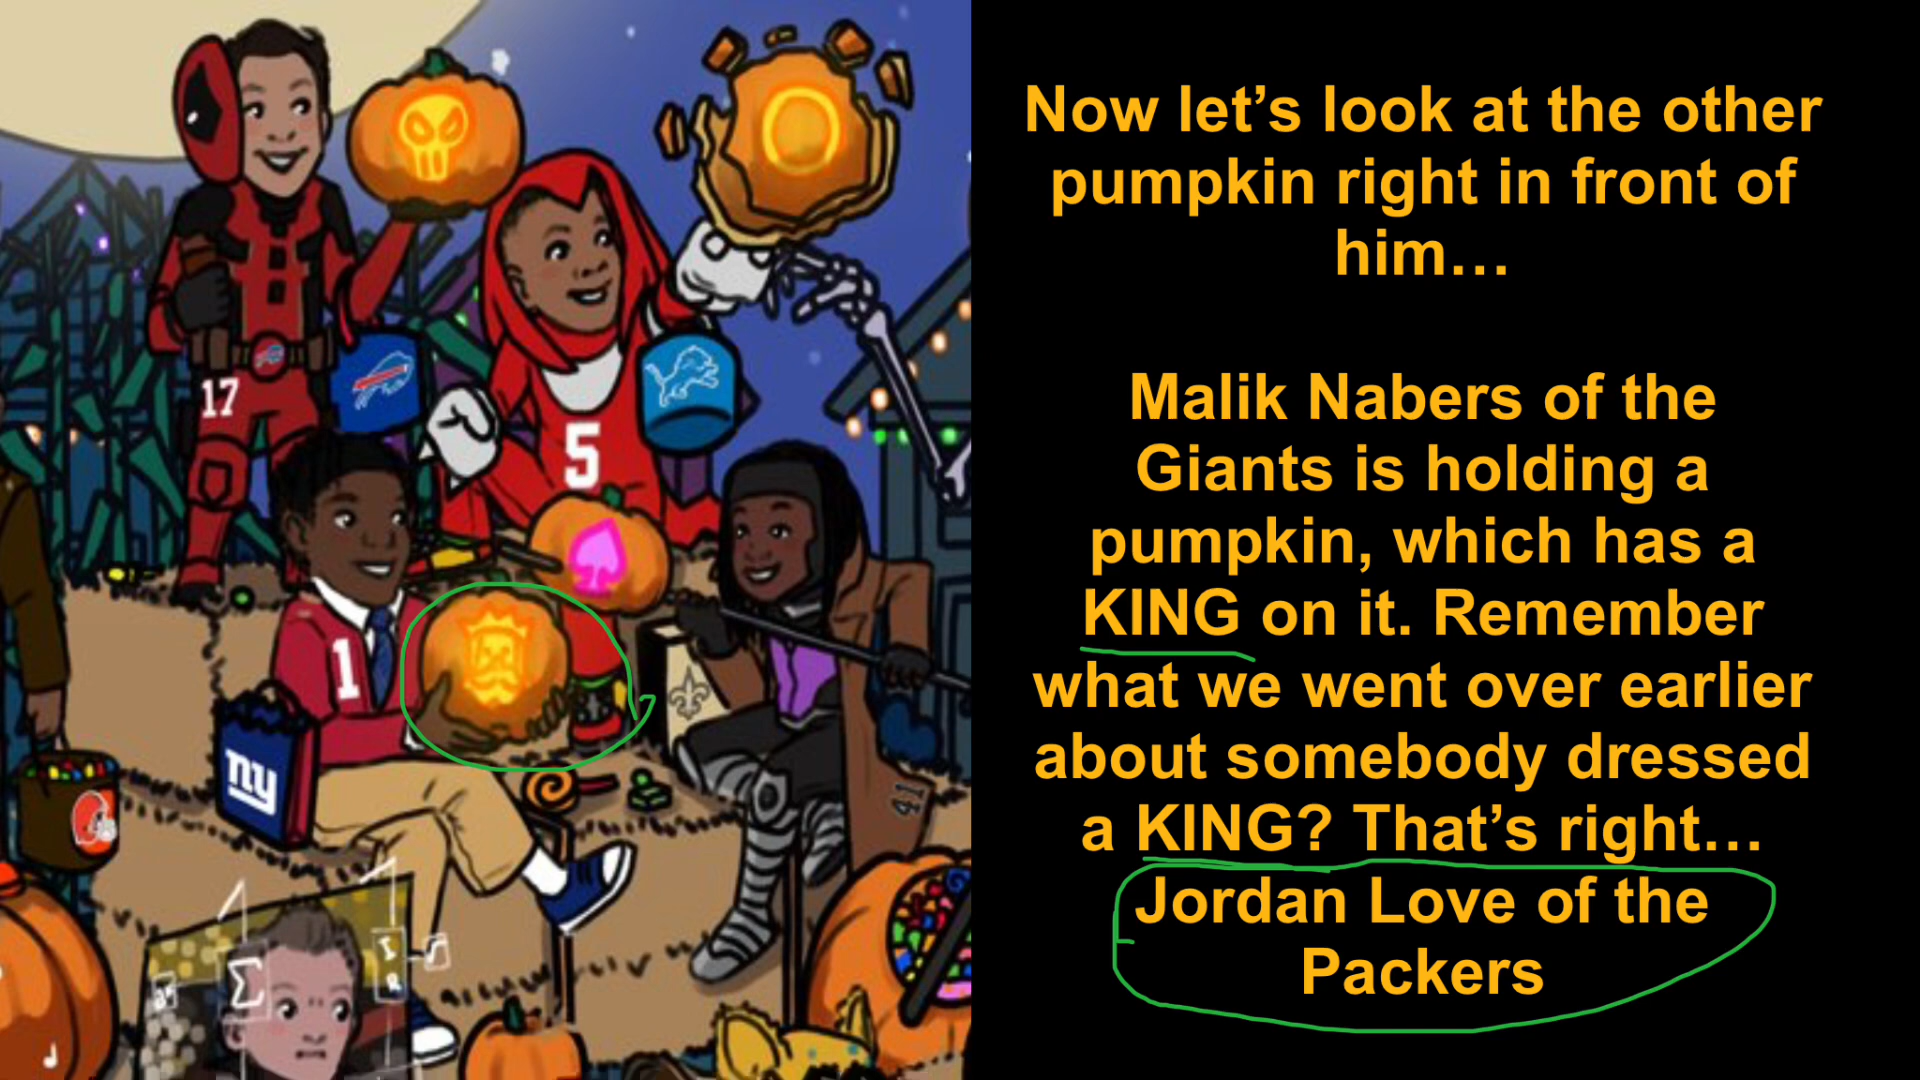 Now let’s look at the other
pumpkin right in front of
him…
Malik Nabers of the
Giants is holding a
pumpkin, which has a
KING on it. Remember
what we went over earlier
about somebody dressed
a KING? That’s right…
Jordan Love of the
Packers
17
5
1
ny
41
Σ
I
R